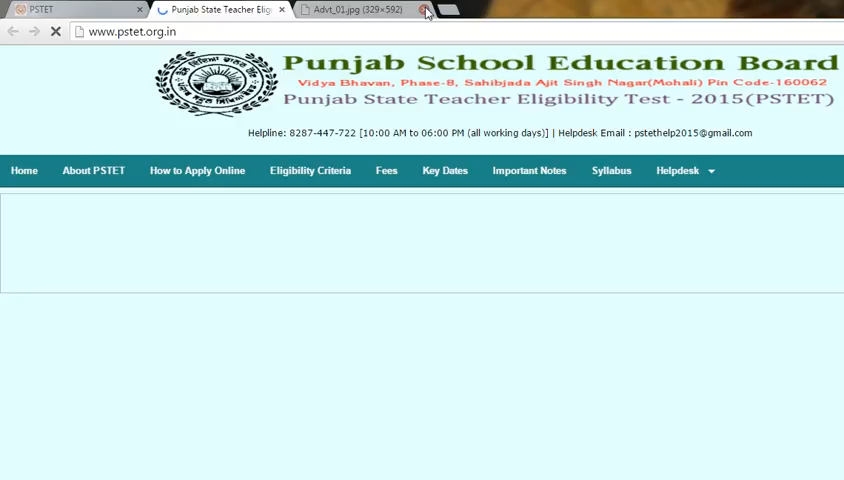 PSTET
Punjab State Teacher Elig
Advt_01.jpg (329×592)
www.pstet.org.in
Punjab School Education Board
Vidya Bhavan, Phase-8, Sahibjada Ajit Singh Nagar(Mohali) Pin Code-160062
Punjab State Teacher Eligibility Test - 2015(PSTET)
Helpline: 8287-447-722 [10:00 AM to 06:00 PM (all working days)] | Helpdesk Email : pstethelp2015@gmail.com
Home About PSTET How to Apply Online Eligibility Criteria Fees Key Dates Important Notes Syllabus Helpdesk